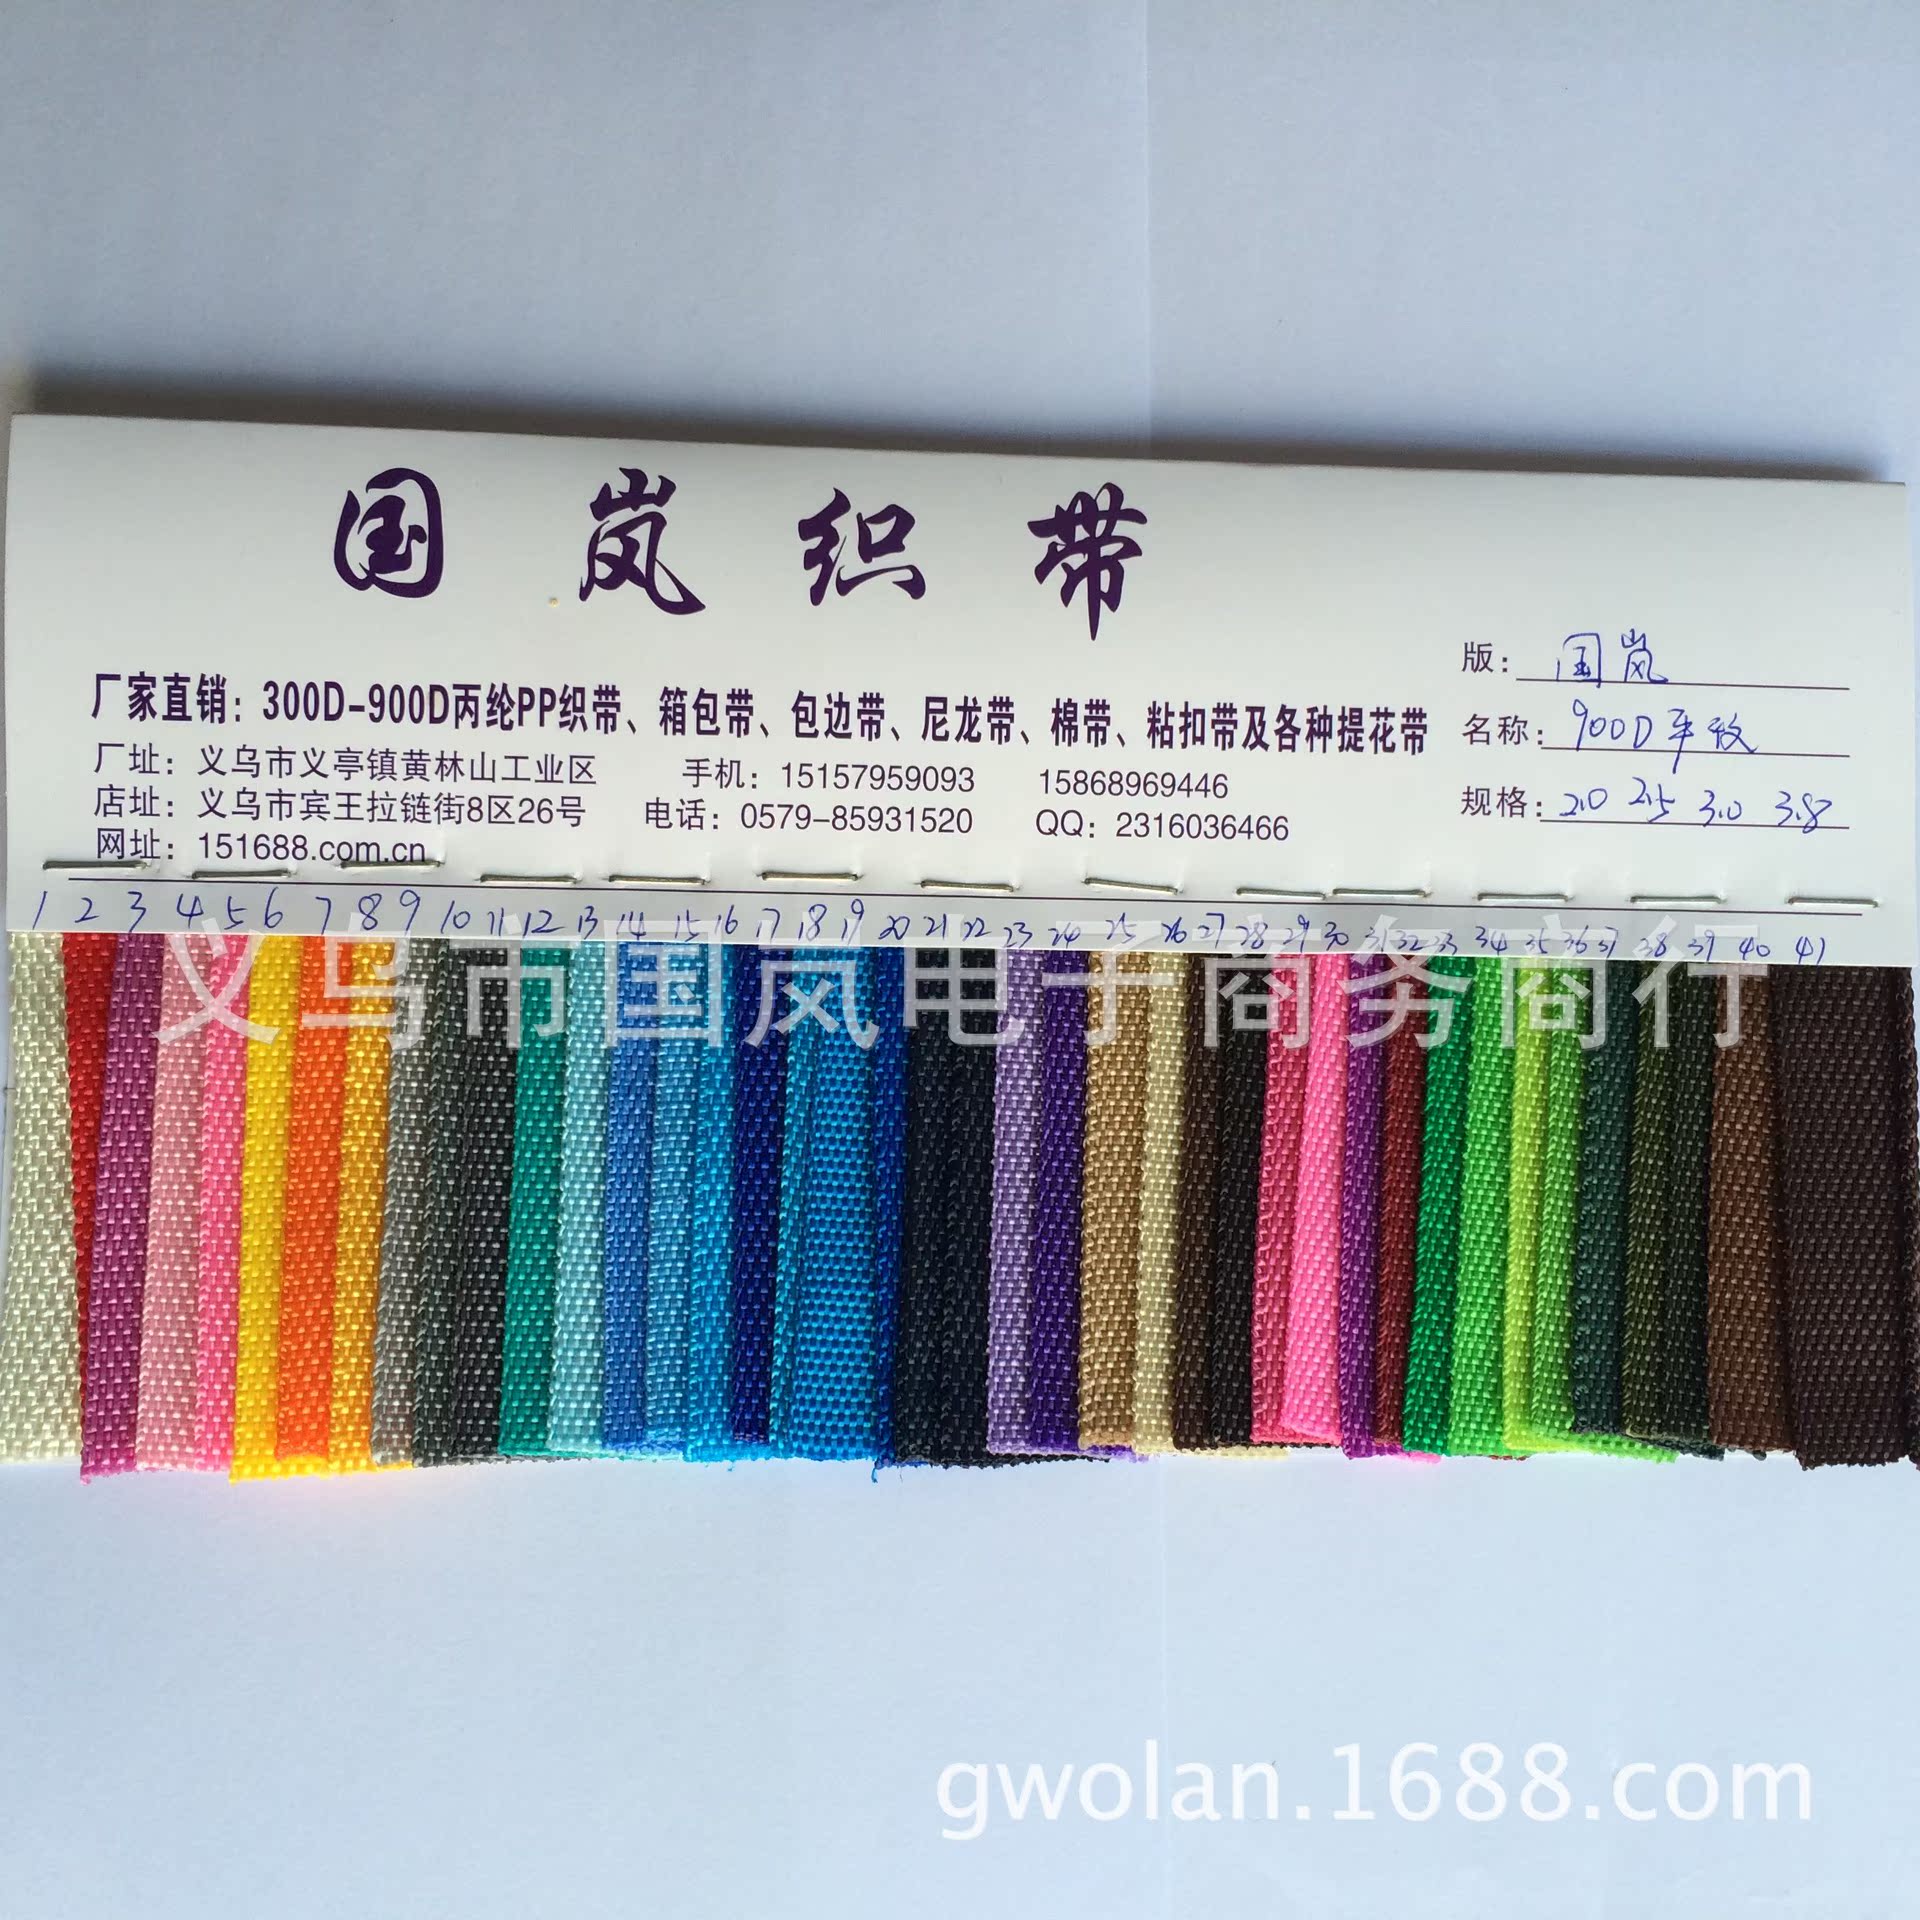 国岚织带
厂家直销：300D-900D丙纶PP织带、箱包带、包边带、尼龙带、棉带、粘扣带及各种提花带
厂址：义乌市义亭镇黄林山工业区 手机：15157959093 15868969446
店址：义乌市宾王拉链街8区26号 电话：0579-85931520 QQ：2316036466
网址：151688.com.cn
版：国岚
名称：900D平纹
规格：2.0 2.5 3.0 3.8
1 2 3 4 5 6 7 8 9 10 11 12 13 14 15 16 17 18 19 20 21 22 23 24 25 26 27 28 29 30 31 32 33 34 35 36 37 38 39 40 41
义乌市国岚电子商务商行
gwolan.1688.com